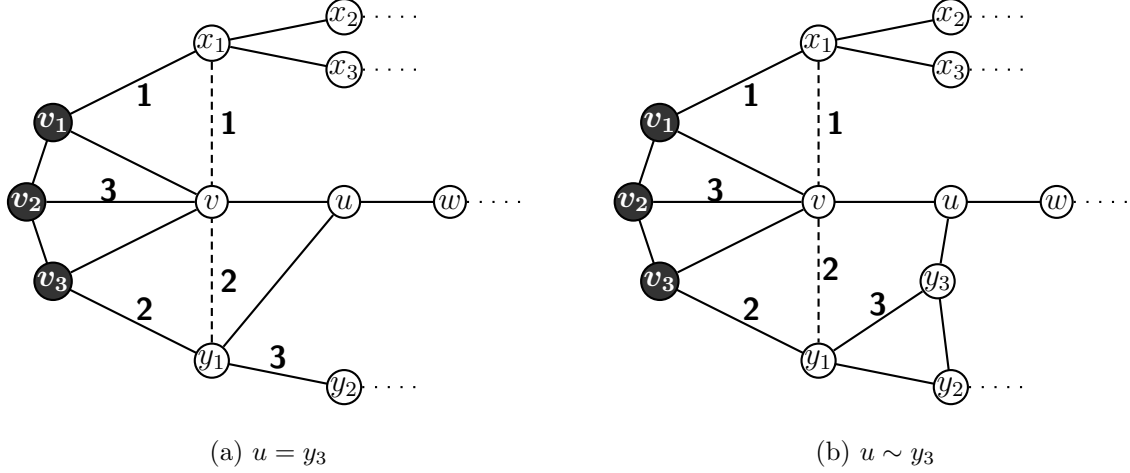 x₂
x₁
x₃
1
v₁
1
3
v₂
v
u
w
v₃
2
2
3
y₁
y₂
(a) u = y₃
x₂
x₁
x₃
1
v₁
1
3
v₂
v
u
w
v₃
2
y₃
2
3
y₁
y₂
(b) u ∼ y₃